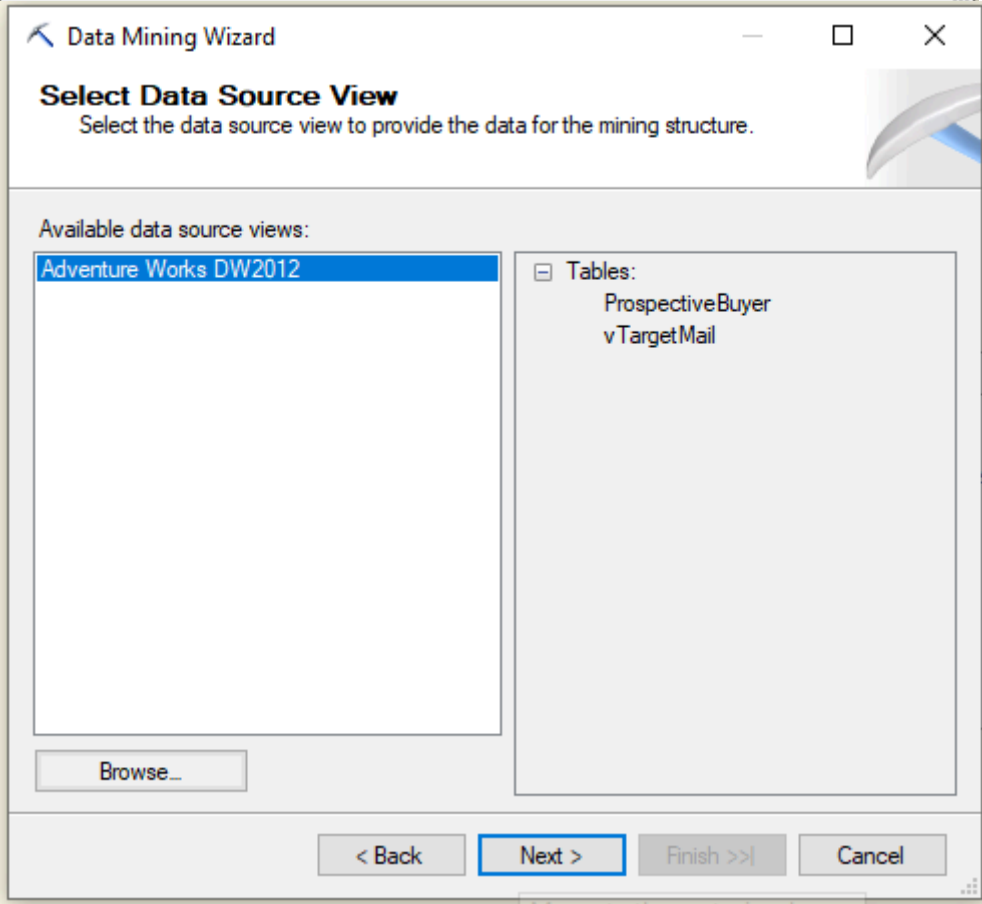 Data Mining Wizard
Select Data Source View
Select the data source view to provide the data for the mining structure.
Available data source views:
Adventure Works DW2012
Tables:
ProspectiveBuyer
vTargetMail
Browse...
< Back
Next >
Finish >>|
Cancel